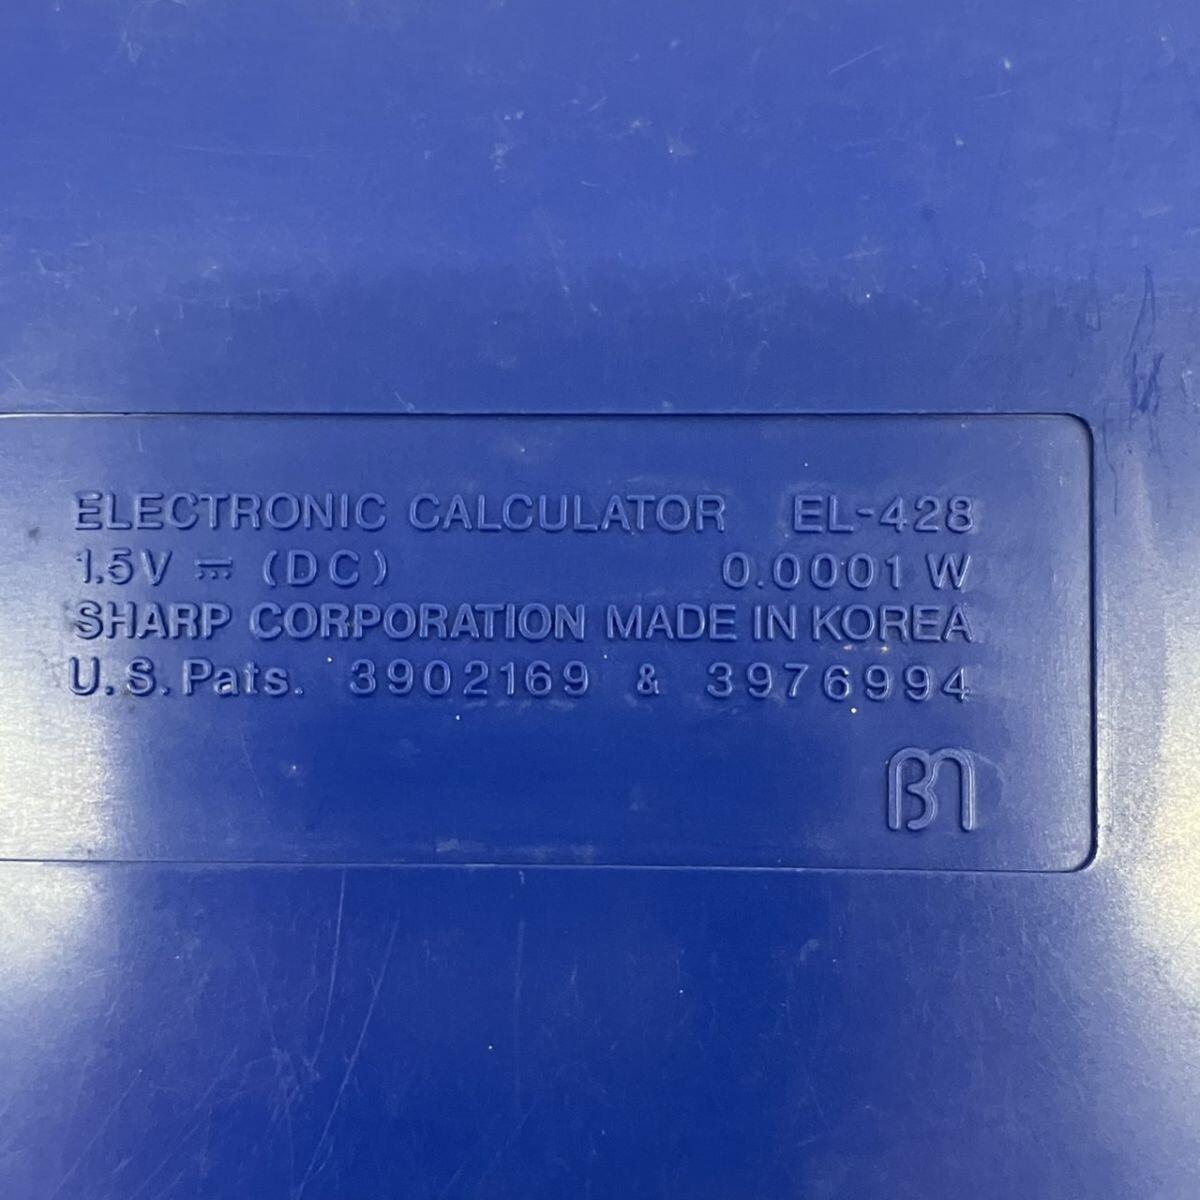 ELECTRONIC CALCULATOR EL-428
1.5V ⎓ (DC) 0.0001 W
SHARP CORPORATION MADE IN KOREA
U.S. Pats. 3902169 & 3976994